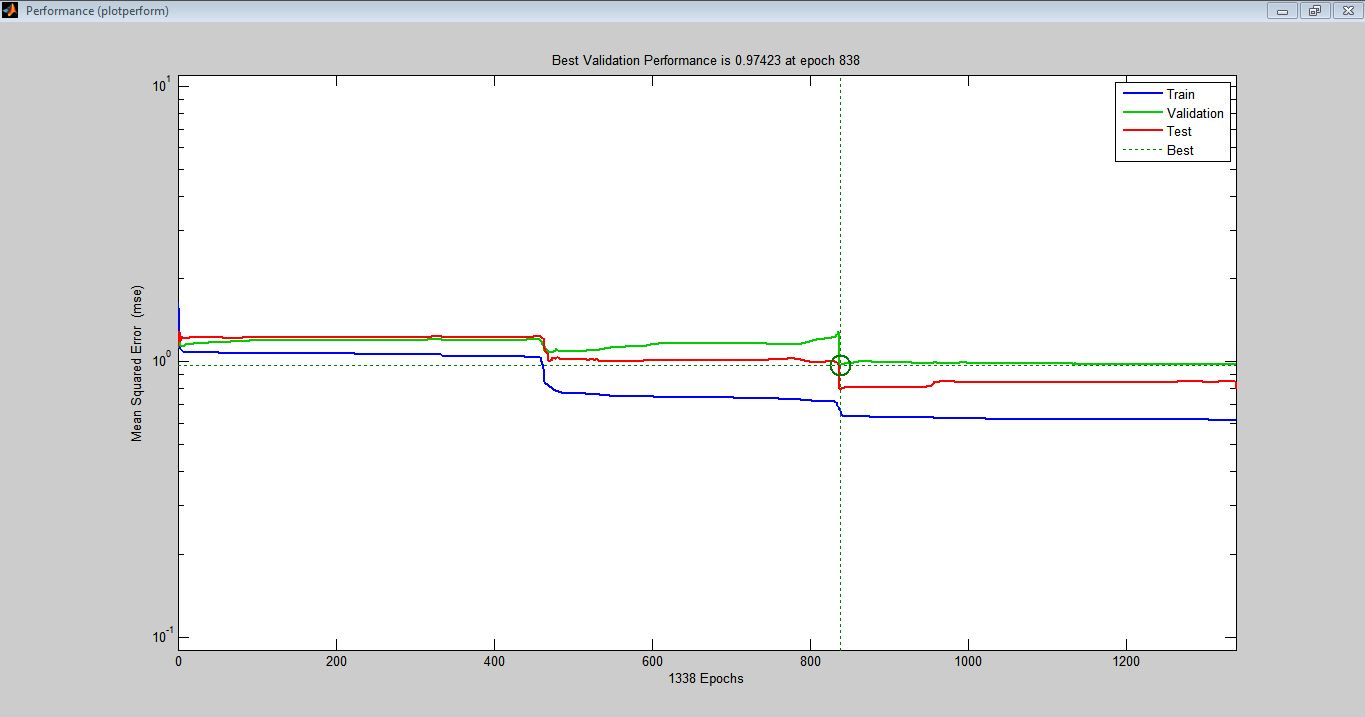 Performance (plotperform)
Best Validation Performance is 0.97423 at epoch 838
10^1
10^0
10^-1
Mean Squared Error (mse)
Train
Validation
Test
Best
0 200 400 600 800 1000 1200
1338 Epochs